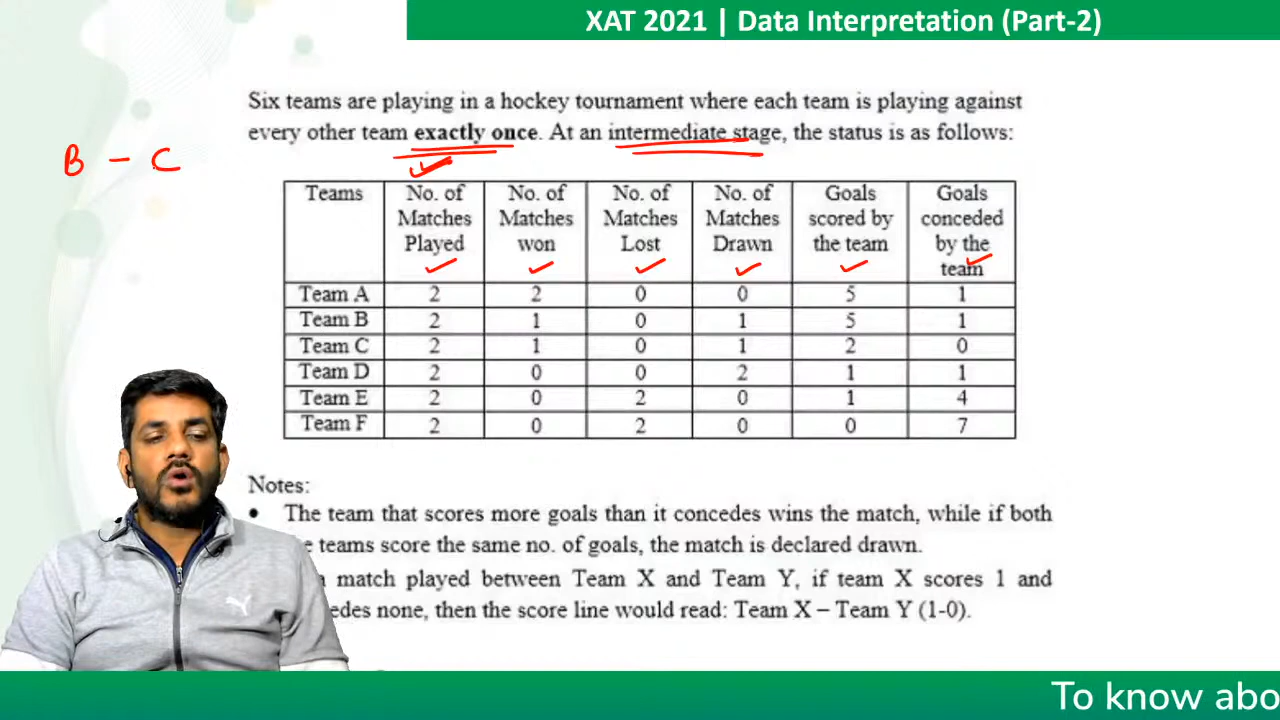 XAT 2021 | Data Interpretation (Part-2)
Six teams are playing in a hockey tournament where each team is playing against
every other team exactly once. At an intermediate stage, the status is as follows:
B - C
Teams No. of Matches Played No. of Matches won No. of Matches Lost No. of Matches Drawn Goals scored by the team Goals conceded by the team
Team A 2 2 0 0 5 1
Team B 2 1 0 1 5 1
Team C 2 1 0 1 2 0
Team D 2 0 0 2 1 1
Team E 2 0 2 0 1 4
Team F 2 0 2 0 0 7
Notes:
• The team that scores more goals than it concedes wins the match, while if both
teams score the same no. of goals, the match is declared drawn.
match played between Team X and Team Y, if team X scores 1 and
none, then the score line would read: Team X – Team Y (1-0).
To know abo